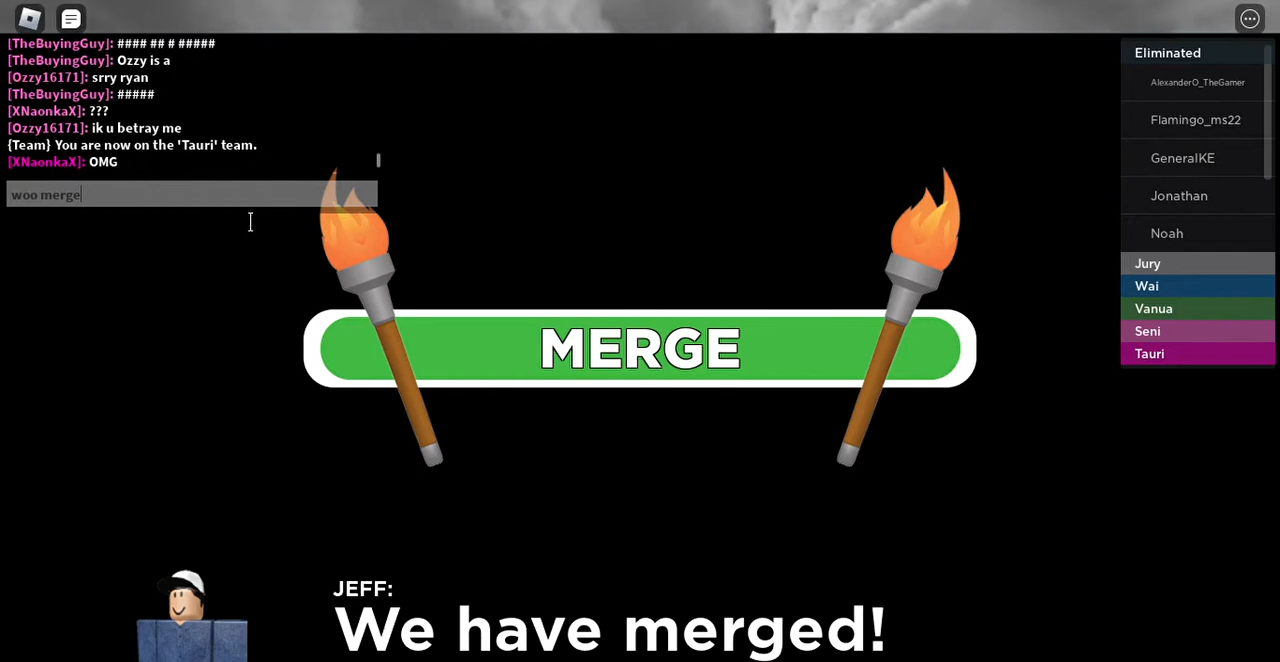 [TheBuyingGuy]: #### ## # #####
[TheBuyingGuy]: Ozzy is a
[Ozzy16171]: srry ryan
[TheBuyingGuy]: #####
[XNaonkaX]: ???
[Ozzy16171]: ik u betray me
{Team} You are now on the 'Tauri' team.
[XNaonkaX]: OMG
woo merge
Eliminated
AlexanderO_TheGamer
Flamingo_ms22
GeneralKE
Jonathan
Noah
Jury
Wai
Vanua
Seni
Tauri
MERGE
JEFF:
We have merged!